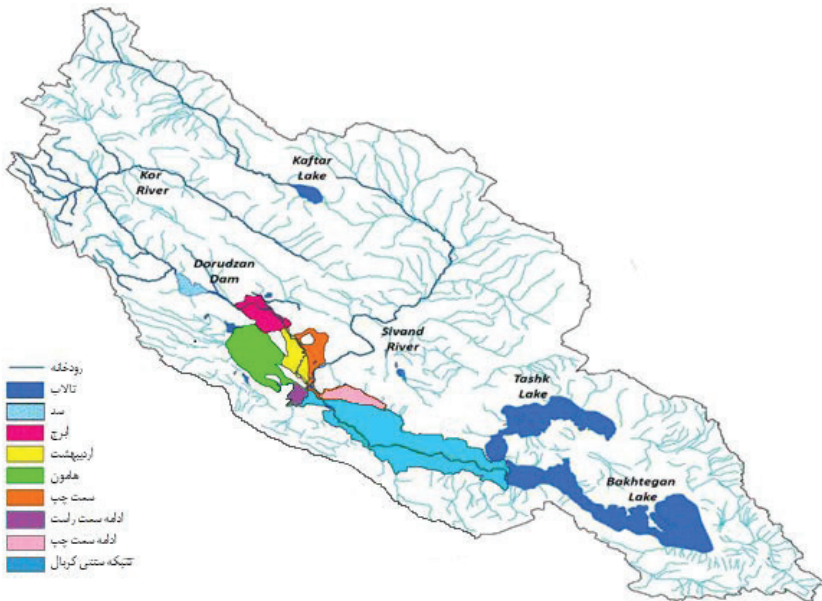 Kaftar
Lake
Kor
River
Dorudzan
Dam
Sivand
River
Tashk
Lake
Bakhtegan
Lake
رودخانه
تالاب
سد
ابرج
اردیبهشت
هامون
سمت چپ
ادامه سمت راست
ادامه سمت چپ
شبکه سنتی کربال